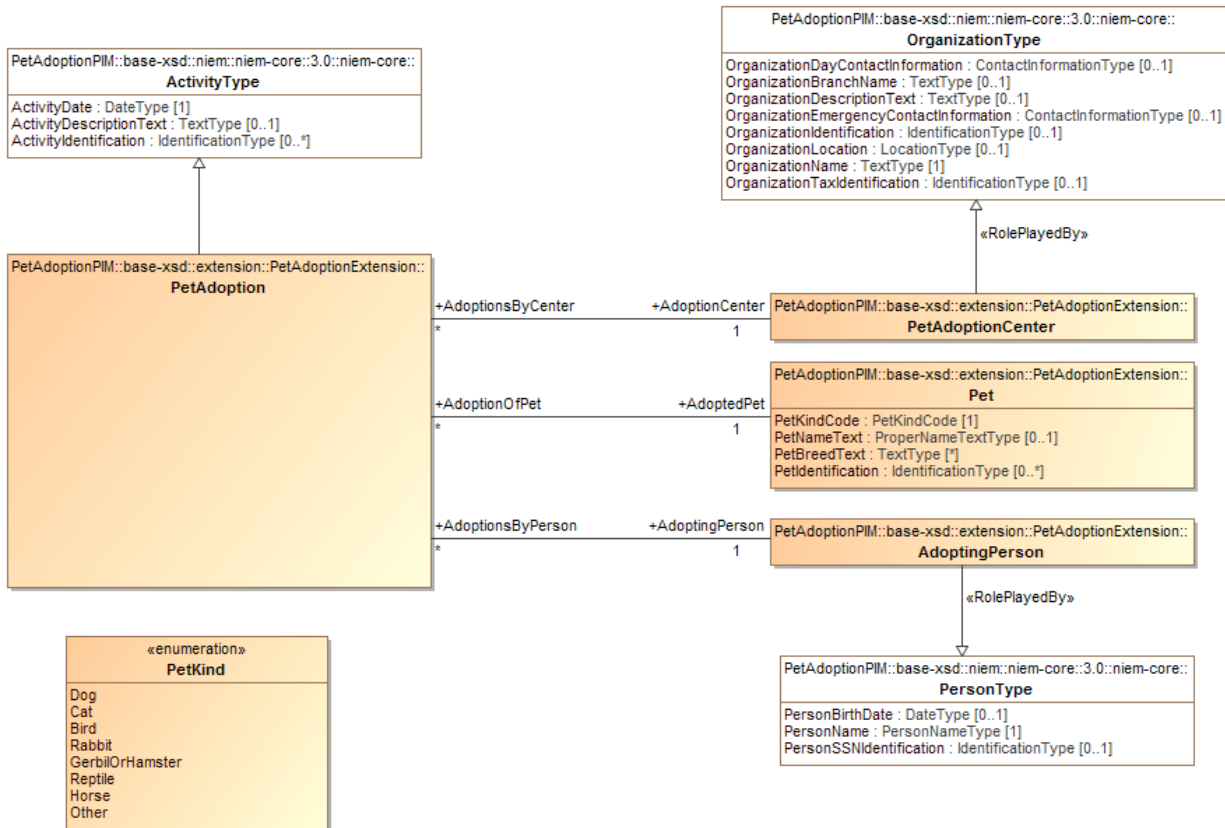 PetAdoptionPIM::base-xsd::niem::niem-core::3.0::niem-core::
ActivityType
ActivityDate : DateType [1]
ActivityDescriptionText : TextType [0..1]
ActivityIdentification : IdentificationType [0..*]
PetAdoptionPIM::base-xsd::niem::niem-core::3.0::niem-core::
OrganizationType
OrganizationDayContactInformation : ContactInformationType [0..1]
OrganizationBranchName : TextType [0..1]
OrganizationDescriptionText : TextType [0..1]
OrganizationEmergencyContactInformation : ContactInformationType [0..1]
OrganizationIdentification : IdentificationType [0..1]
OrganizationLocation : LocationType [0..1]
OrganizationName : TextType [1]
OrganizationTaxIdentification : IdentificationType [0..1]
«RolePlayedBy»
PetAdoptionPIM::base-xsd::extension::PetAdoptionExtension::
PetAdoption
+AdoptionsByCenter
*
+AdoptionCenter
1
PetAdoptionPIM::base-xsd::extension::PetAdoptionExtension::
PetAdoptionCenter
+AdoptionOfPet
*
+AdoptedPet
1
PetAdoptionPIM::base-xsd::extension::PetAdoptionExtension::
Pet
PetKindCode : PetKindCode [1]
PetNameText : ProperNameTextType [0..1]
PetBreedText : TextType [*]
PetIdentification : IdentificationType [0..*]
+AdoptionsByPerson
*
+AdoptingPerson
1
PetAdoptionPIM::base-xsd::extension::PetAdoptionExtension::
AdoptingPerson
«RolePlayedBy»
PetAdoptionPIM::base-xsd::niem::niem-core::3.0::niem-core::
PersonType
PersonBirthDate : DateType [0..1]
PersonName : PersonNameType [1]
PersonSSNIdentification : IdentificationType [0..1]
«enumeration»
PetKind
Dog
Cat
Bird
Rabbit
GerbilOrHamster
Reptile
Horse
Other